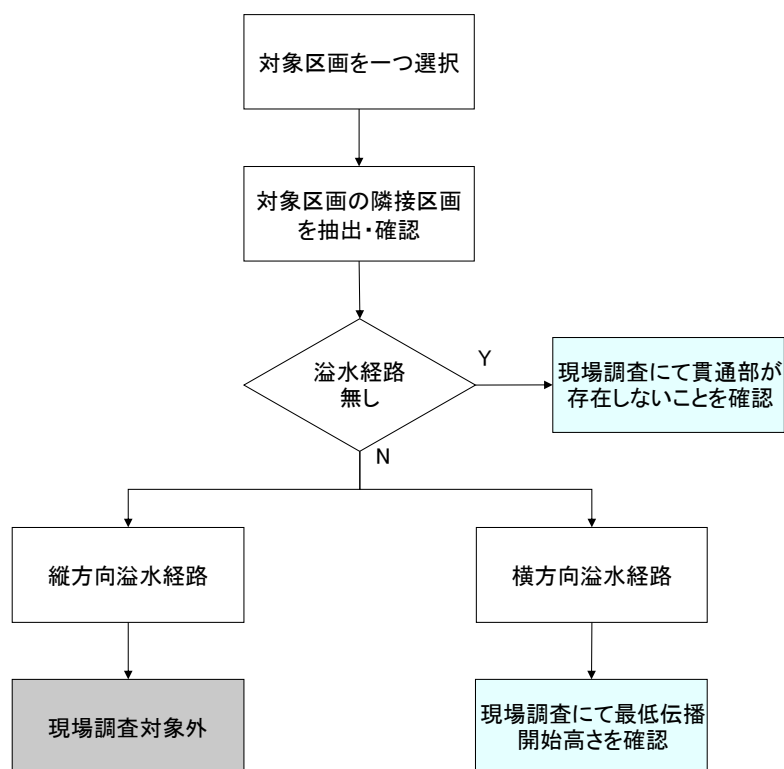 対象区画を一つ選択
対象区画の隣接区画
を抽出・確認
溢水経路
無し
Y
現場調査にて貫通部が
存在しないことを確認
N
縦方向溢水経路
横方向溢水経路
現場調査対象外
現場調査にて最低伝播
開始高さを確認